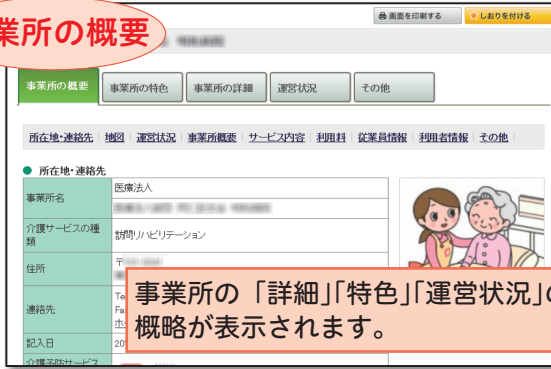 業所の概要
画面を印刷する しおりを付ける
事業所の概要 事業所の特色 事業所の詳細 運営状況 その他
所在地・連絡先 地図 運営状況 事業所概要 サービス内容 利用料 従業員情報 利用者情報 その他
● 所在地・連絡先
事業所名 医療法人
介護サービスの種類 訪問リハビリテーション
住所 〒
連絡先 Te
Fa
ホ
事業所の「詳細」「特色」「運営状況」の
概略が表示されます。
記入日 20
介護予防サービス